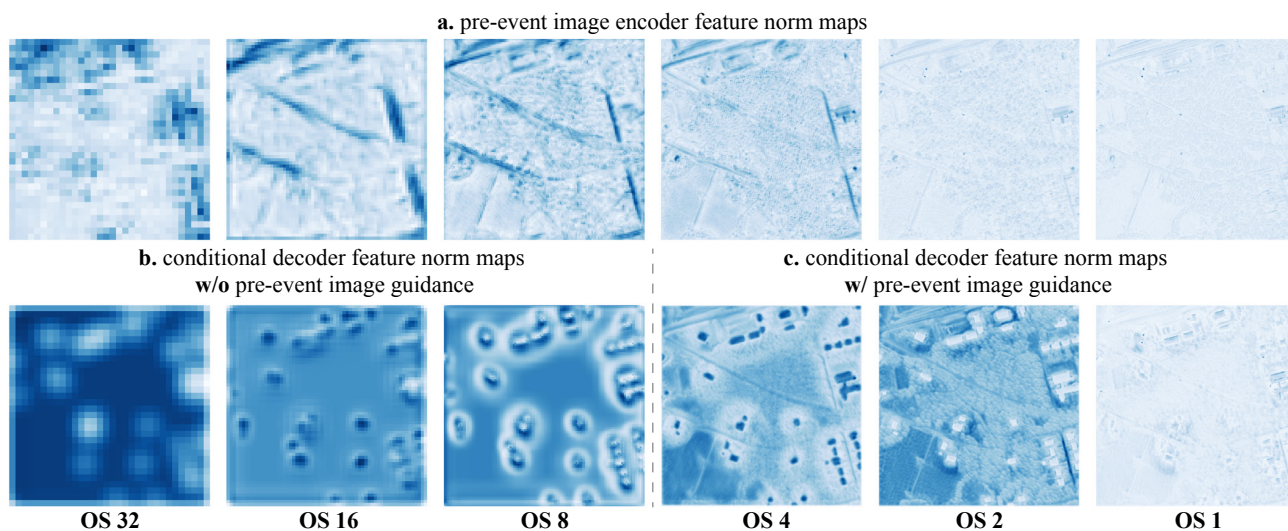 a. pre-event image encoder feature norm maps
b. conditional decoder feature norm maps
w/o pre-event image guidance
c. conditional decoder feature norm maps
w/ pre-event image guidance
OS 32
OS 16
OS 8
OS 4
OS 2
OS 1